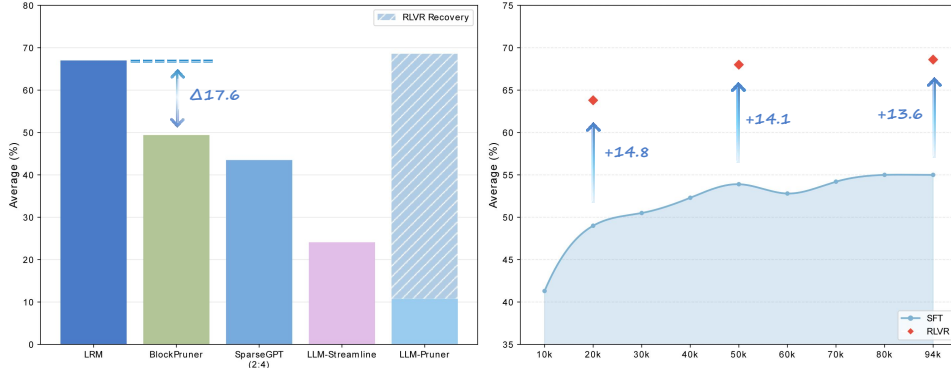 Average (%)
80
70
60
50
40
30
20
10
0
RLVR Recovery
Δ17.6
LRM
BlockPruner
SparseGPT
(2:4)
LLM-Streamline
LLM-Pruner
Average (%)
75
70
65
60
55
50
45
40
35
+14.8
+14.1
+13.6
SFT
RLVR
10k
20k
30k
40k
50k
60k
70k
80k
94k